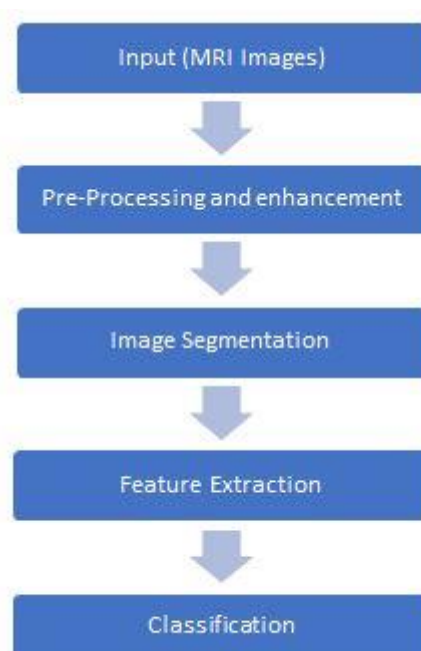 Input (MRI Images)
Pre-Processing and enhancement
Image Segmentation
Feature Extraction
Classification